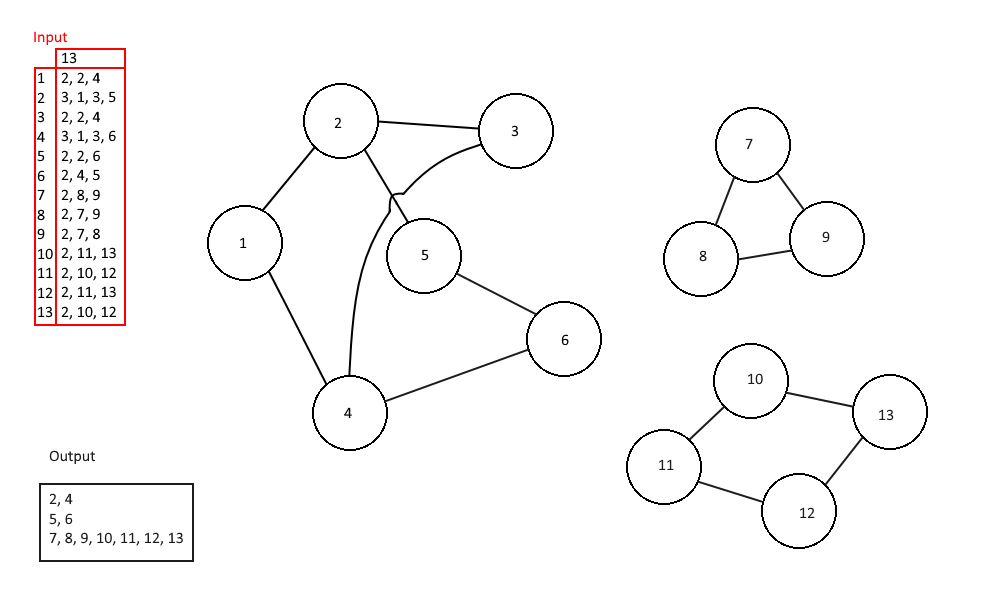 Input
13
1 2, 2, 4
2 3, 1, 3, 5
3 2, 2, 4
4 3, 1, 3, 6
5 2, 2, 6
6 2, 4, 5
7 2, 8, 9
8 2, 7, 9
9 2, 7, 8
10 2, 11, 13
11 2, 10, 12
12 2, 11, 13
13 2, 10, 12
2
3
1
5
6
4
7
8
9
10
13
11
12
Output
2, 4
5, 6
7, 8, 9, 10, 11, 12, 13